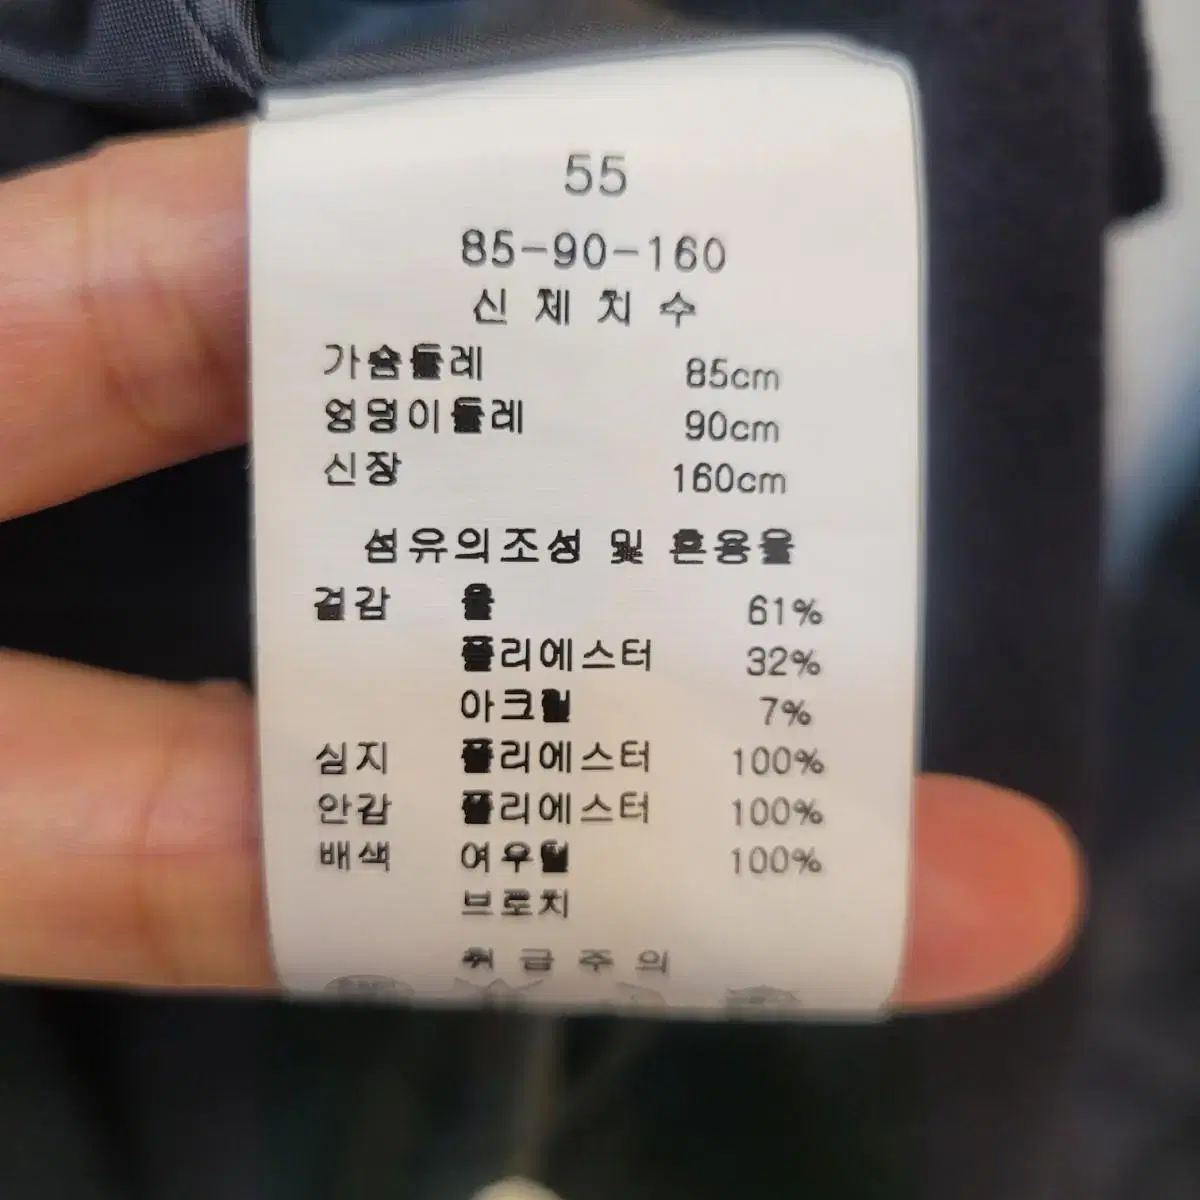 55
85-90-160
신체치수
가슴둘레 85cm
엉덩이둘레 90cm
신장 160cm
섬유의조성 및 혼용율
겉감 울 61%
폴리에스터 32%
아크릴 7%
심지 폴리에스터 100%
안감 폴리에스터 100%
배색 여우털 100%
브로치
취급주의